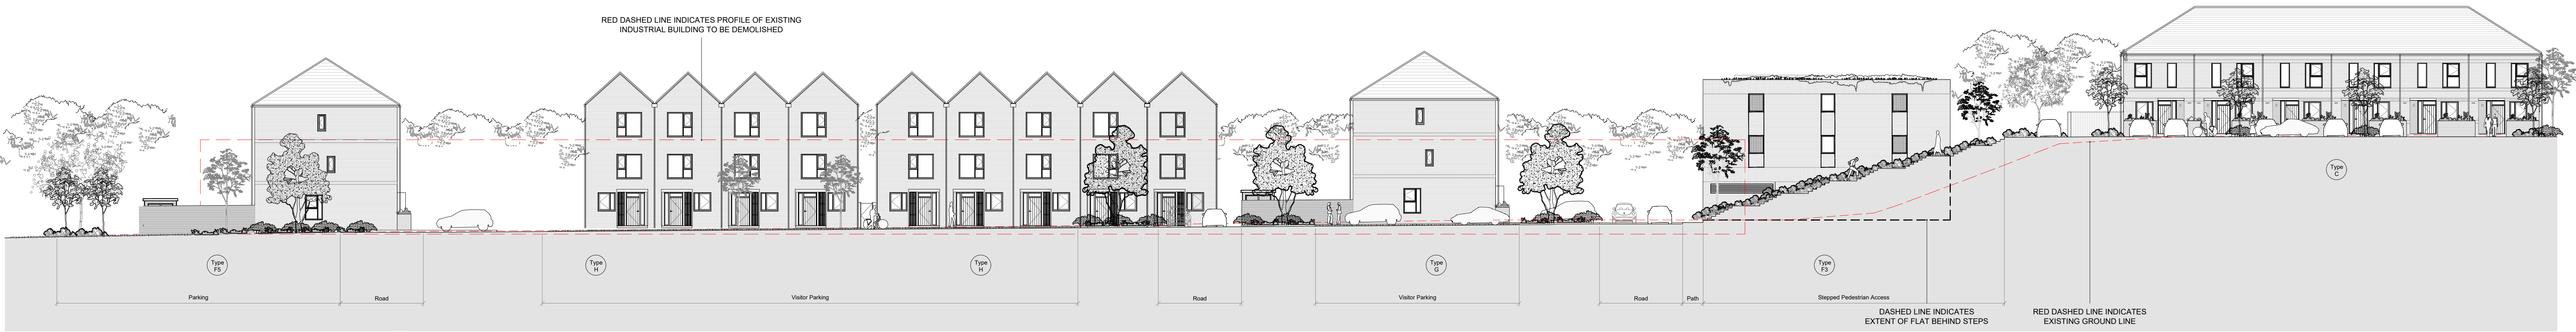 RED DASHED LINE INDICATES PROFILE OF EXISTING
INDUSTRIAL BUILDING TO BE DEMOLISHED
Type
F5
Type
H
Type
H
Type
G
Type
F3
Type
C
Parking
Road
Visitor Parking
Road
Visitor Parking
Road
Path
Stepped Pedestrian Access
DASHED LINE INDICATES
EXTENT OF FLAT BEHIND STEPS
RED DASHED LINE INDICATES
EXISTING GROUND LINE